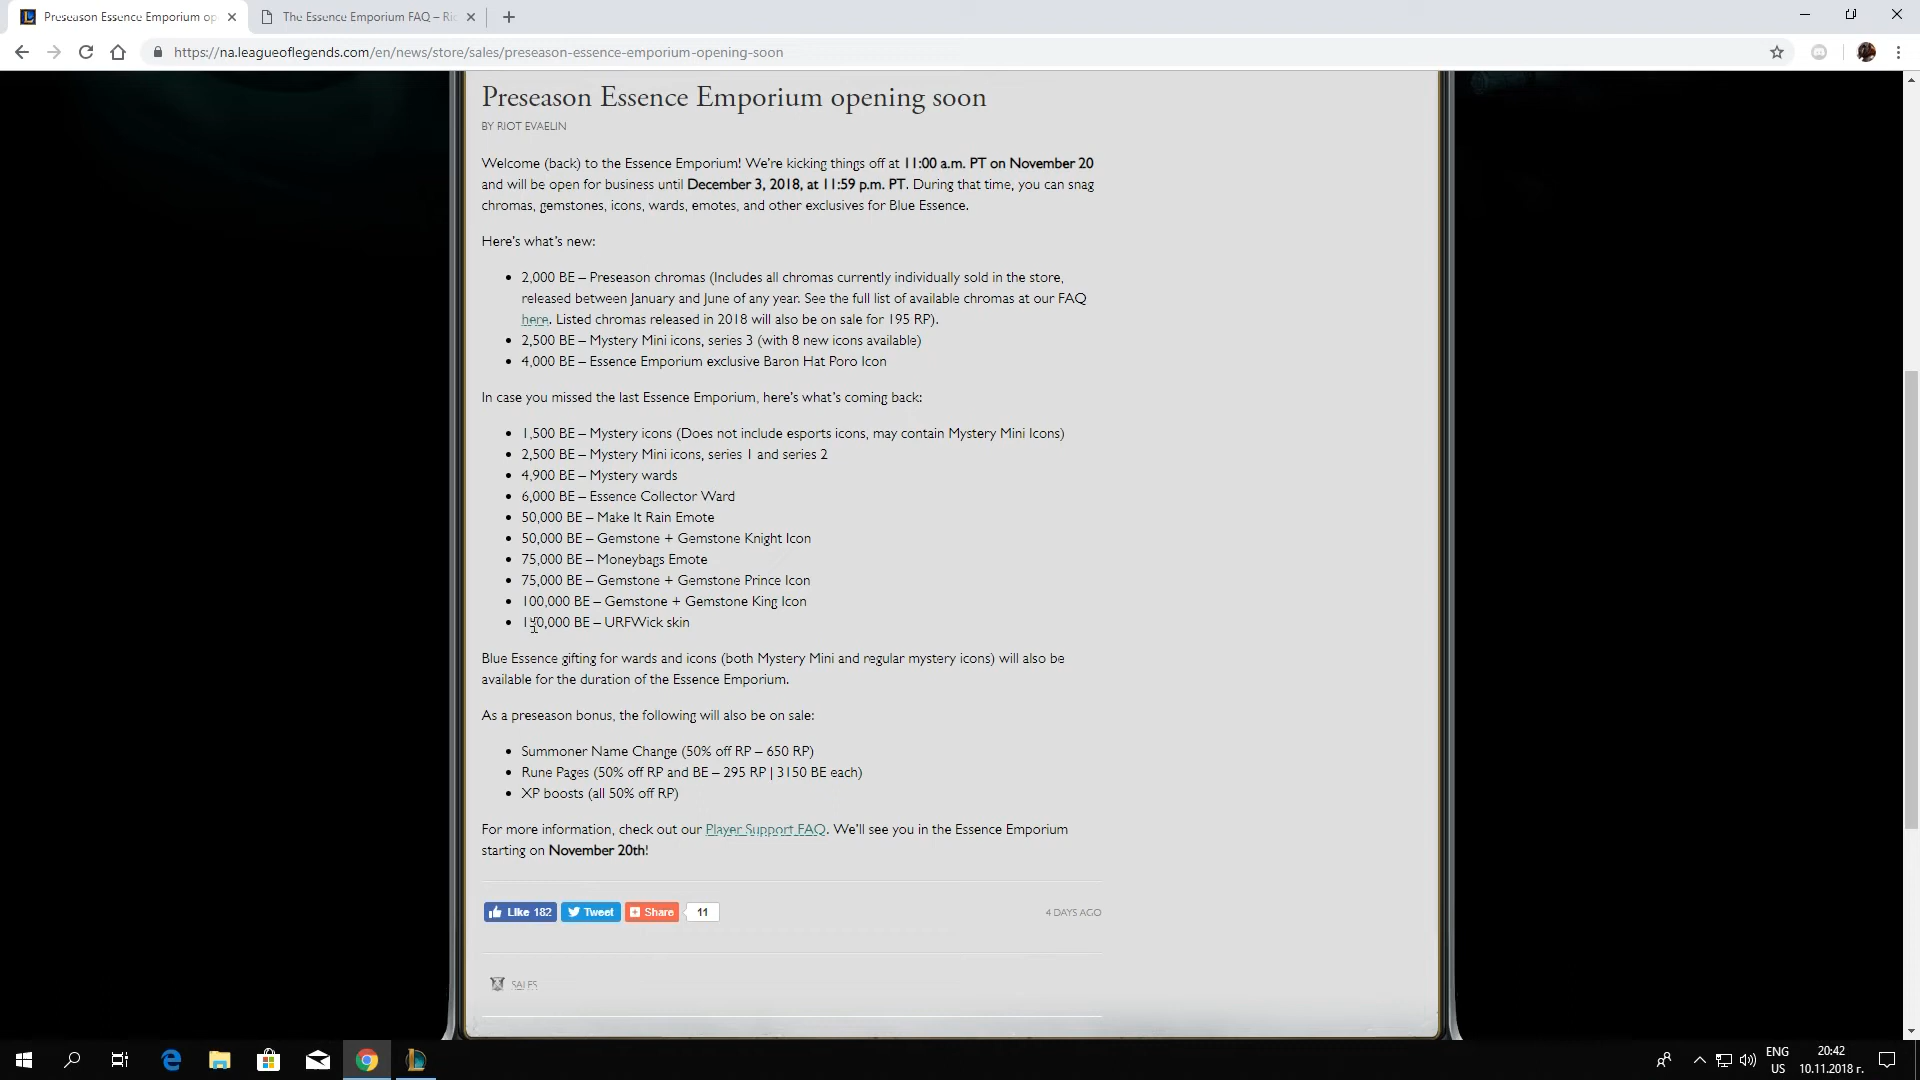 Preseason Essence Emporium op
The Essence Emporium FAQ – Ri
https://na.leagueoflegends.com/en/news/store/sales/preseason-essence-emporium-opening-soon
Preseason Essence Emporium opening soon
BY RIOT EVAELIN
Welcome (back) to the Essence Emporium! We're kicking things off at 11:00 a.m. PT on November 20
and will be open for business until December 3, 2018, at 11:59 p.m. PT. During that time, you can snag
chromas, gemstones, icons, wards, emotes, and other exclusives for Blue Essence.
Here's what's new:
• 2,000 BE – Preseason chromas (Includes all chromas currently individually sold in the store,
released between January and June of any year. See the full list of available chromas at our FAQ
here. Listed chromas released in 2018 will also be on sale for 195 RP).
• 2,500 BE – Mystery Mini icons, series 3 (with 8 new icons available)
• 4,000 BE – Essence Emporium exclusive Baron Hat Poro Icon
In case you missed the last Essence Emporium, here's what's coming back:
• 1,500 BE – Mystery icons (Does not include esports icons, may contain Mystery Mini Icons)
• 2,500 BE – Mystery Mini icons, series 1 and series 2
• 4,900 BE – Mystery wards
• 6,000 BE – Essence Collector Ward
• 50,000 BE – Make It Rain Emote
• 50,000 BE – Gemstone + Gemstone Knight Icon
• 75,000 BE – Moneybags Emote
• 75,000 BE – Gemstone + Gemstone Prince Icon
• 100,000 BE – Gemstone + Gemstone King Icon
• BE – URFWick skin
Blue Essence gifting for wards and icons (both Mystery Mini and regular mystery icons) will also be
available for the duration of the Essence Emporium.
As a preseason bonus, the following will also be on sale:
• Summoner Name Change (50% off RP – 650 RP)
• Rune Pages (50% off RP and BE – 295 RP | 3150 BE each)
• XP boosts (all 50% off RP)
For more information, check out our Player Support FAQ. We'll see you in the Essence Emporium
starting on November 20th!
Like 182 Tweet Share 11 4 DAYS AGO
SALES
ENG 20:42
US 10.11.2018 г.